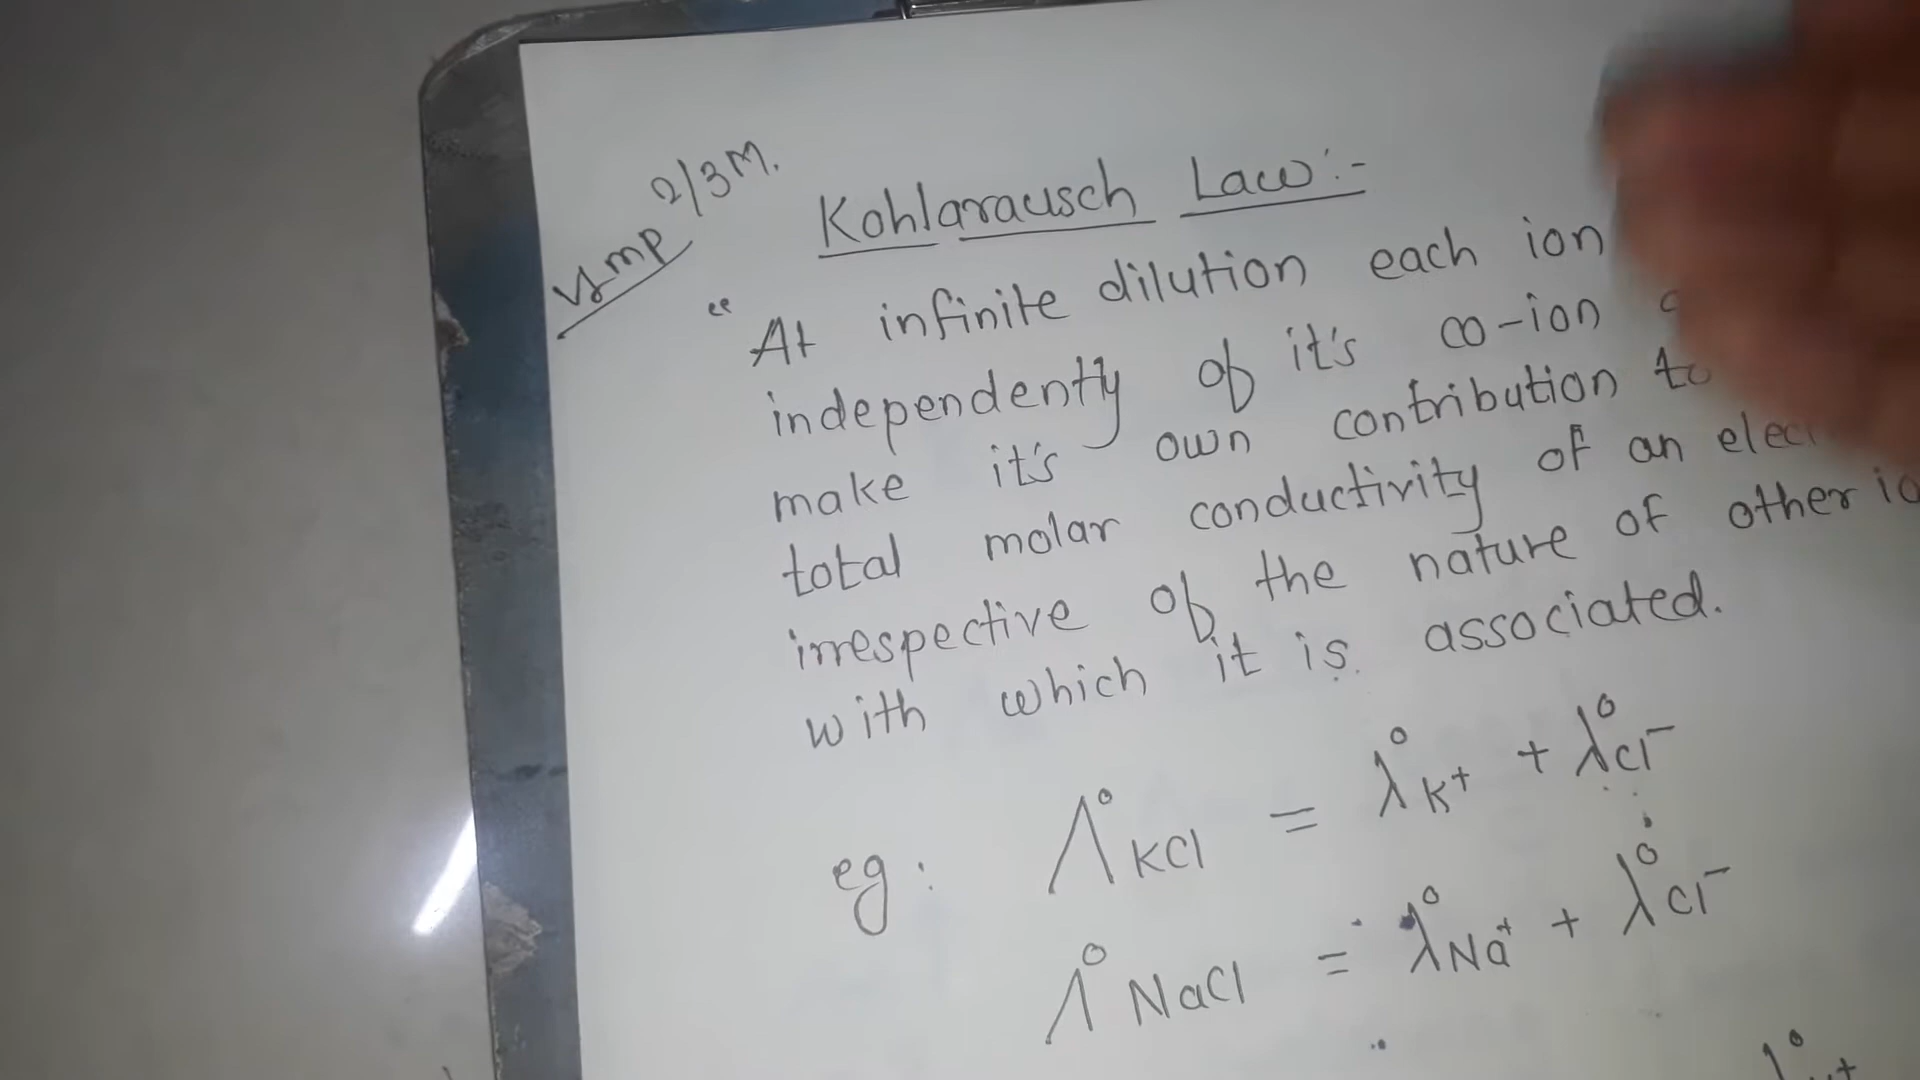 2/3M.
Vimp
Kohlarausch Law:-
"At infinite dilution each ion
independently of it's co-ion
make it's own contribution to
total molar conductivity of an
irrespective of the nature of other
with which it is associated.
eg: Λ°KCl = λ°K+ + λ°Cl-
Λ°NaCl = λ°Na+ + λ°Cl-